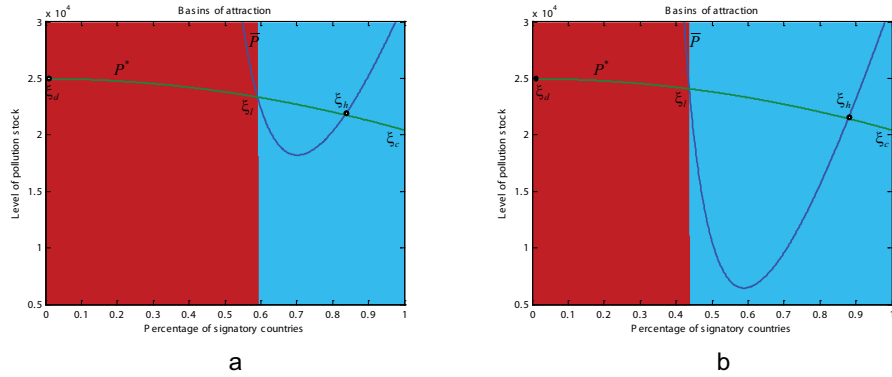 Basins of attraction
x 10⁴
3
2.5
2
1.5
1
0.5
Level of pollution stock
P̅
P*
ξd
ξl
ξh
ξc
0 0.1 0.2 0.3 0.4 0.5 0.6 0.7 0.8 0.9 1
Percentage of signatory countries
a
Basins of attraction
x 10⁴
3
2.5
2
1.5
1
0.5
Level of pollution stock
P̅
P*
ξd
ξl
ξh
ξc
0 0.1 0.2 0.3 0.4 0.5 0.6 0.7 0.8 0.9 1
Percentage of signatory countries
b